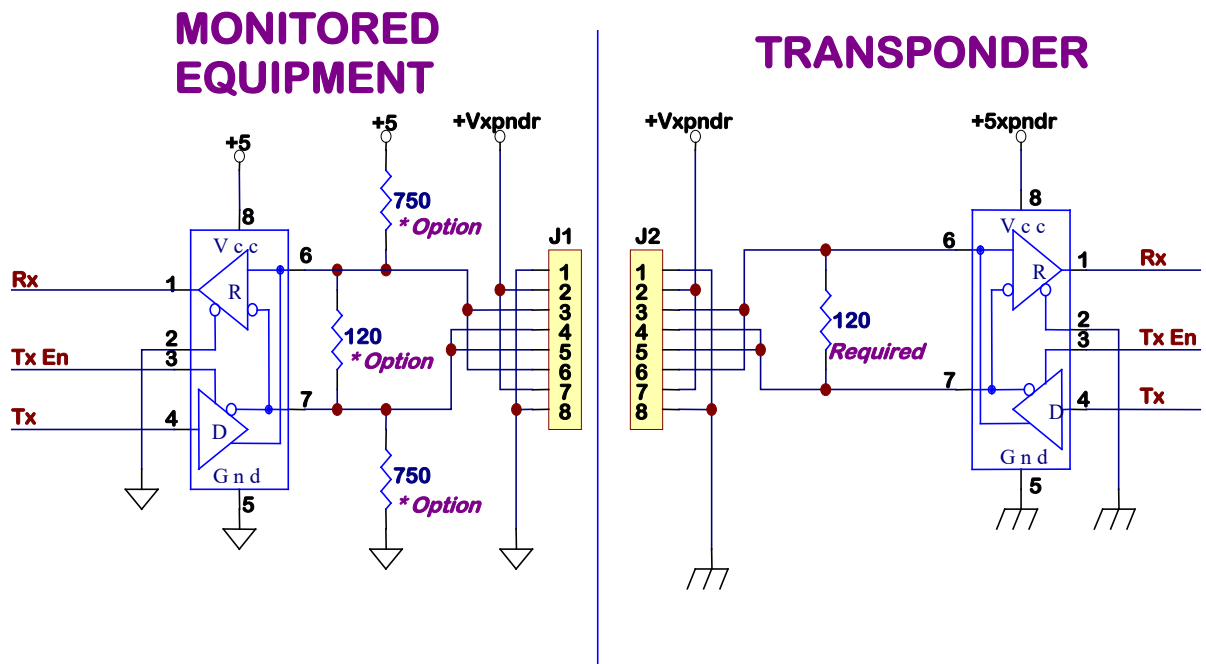 MONITORED
EQUIPMENT
TRANSPONDER
+5
+5
+Vxpndr
+Vxpndr
+5xpndr
8
Vcc
6
750
* Option
J1
J2
6
8
Vcc
Rx
1
R
1
2
3
4
5
6
7
8
1
2
3
4
5
6
7
8
R
1
Rx
2
3
Tx En
120
* Option
120
Required
2
3
Tx En
Tx
4
D
7
7
D
4
Tx
Gnd
5
750
* Option
Gnd
5